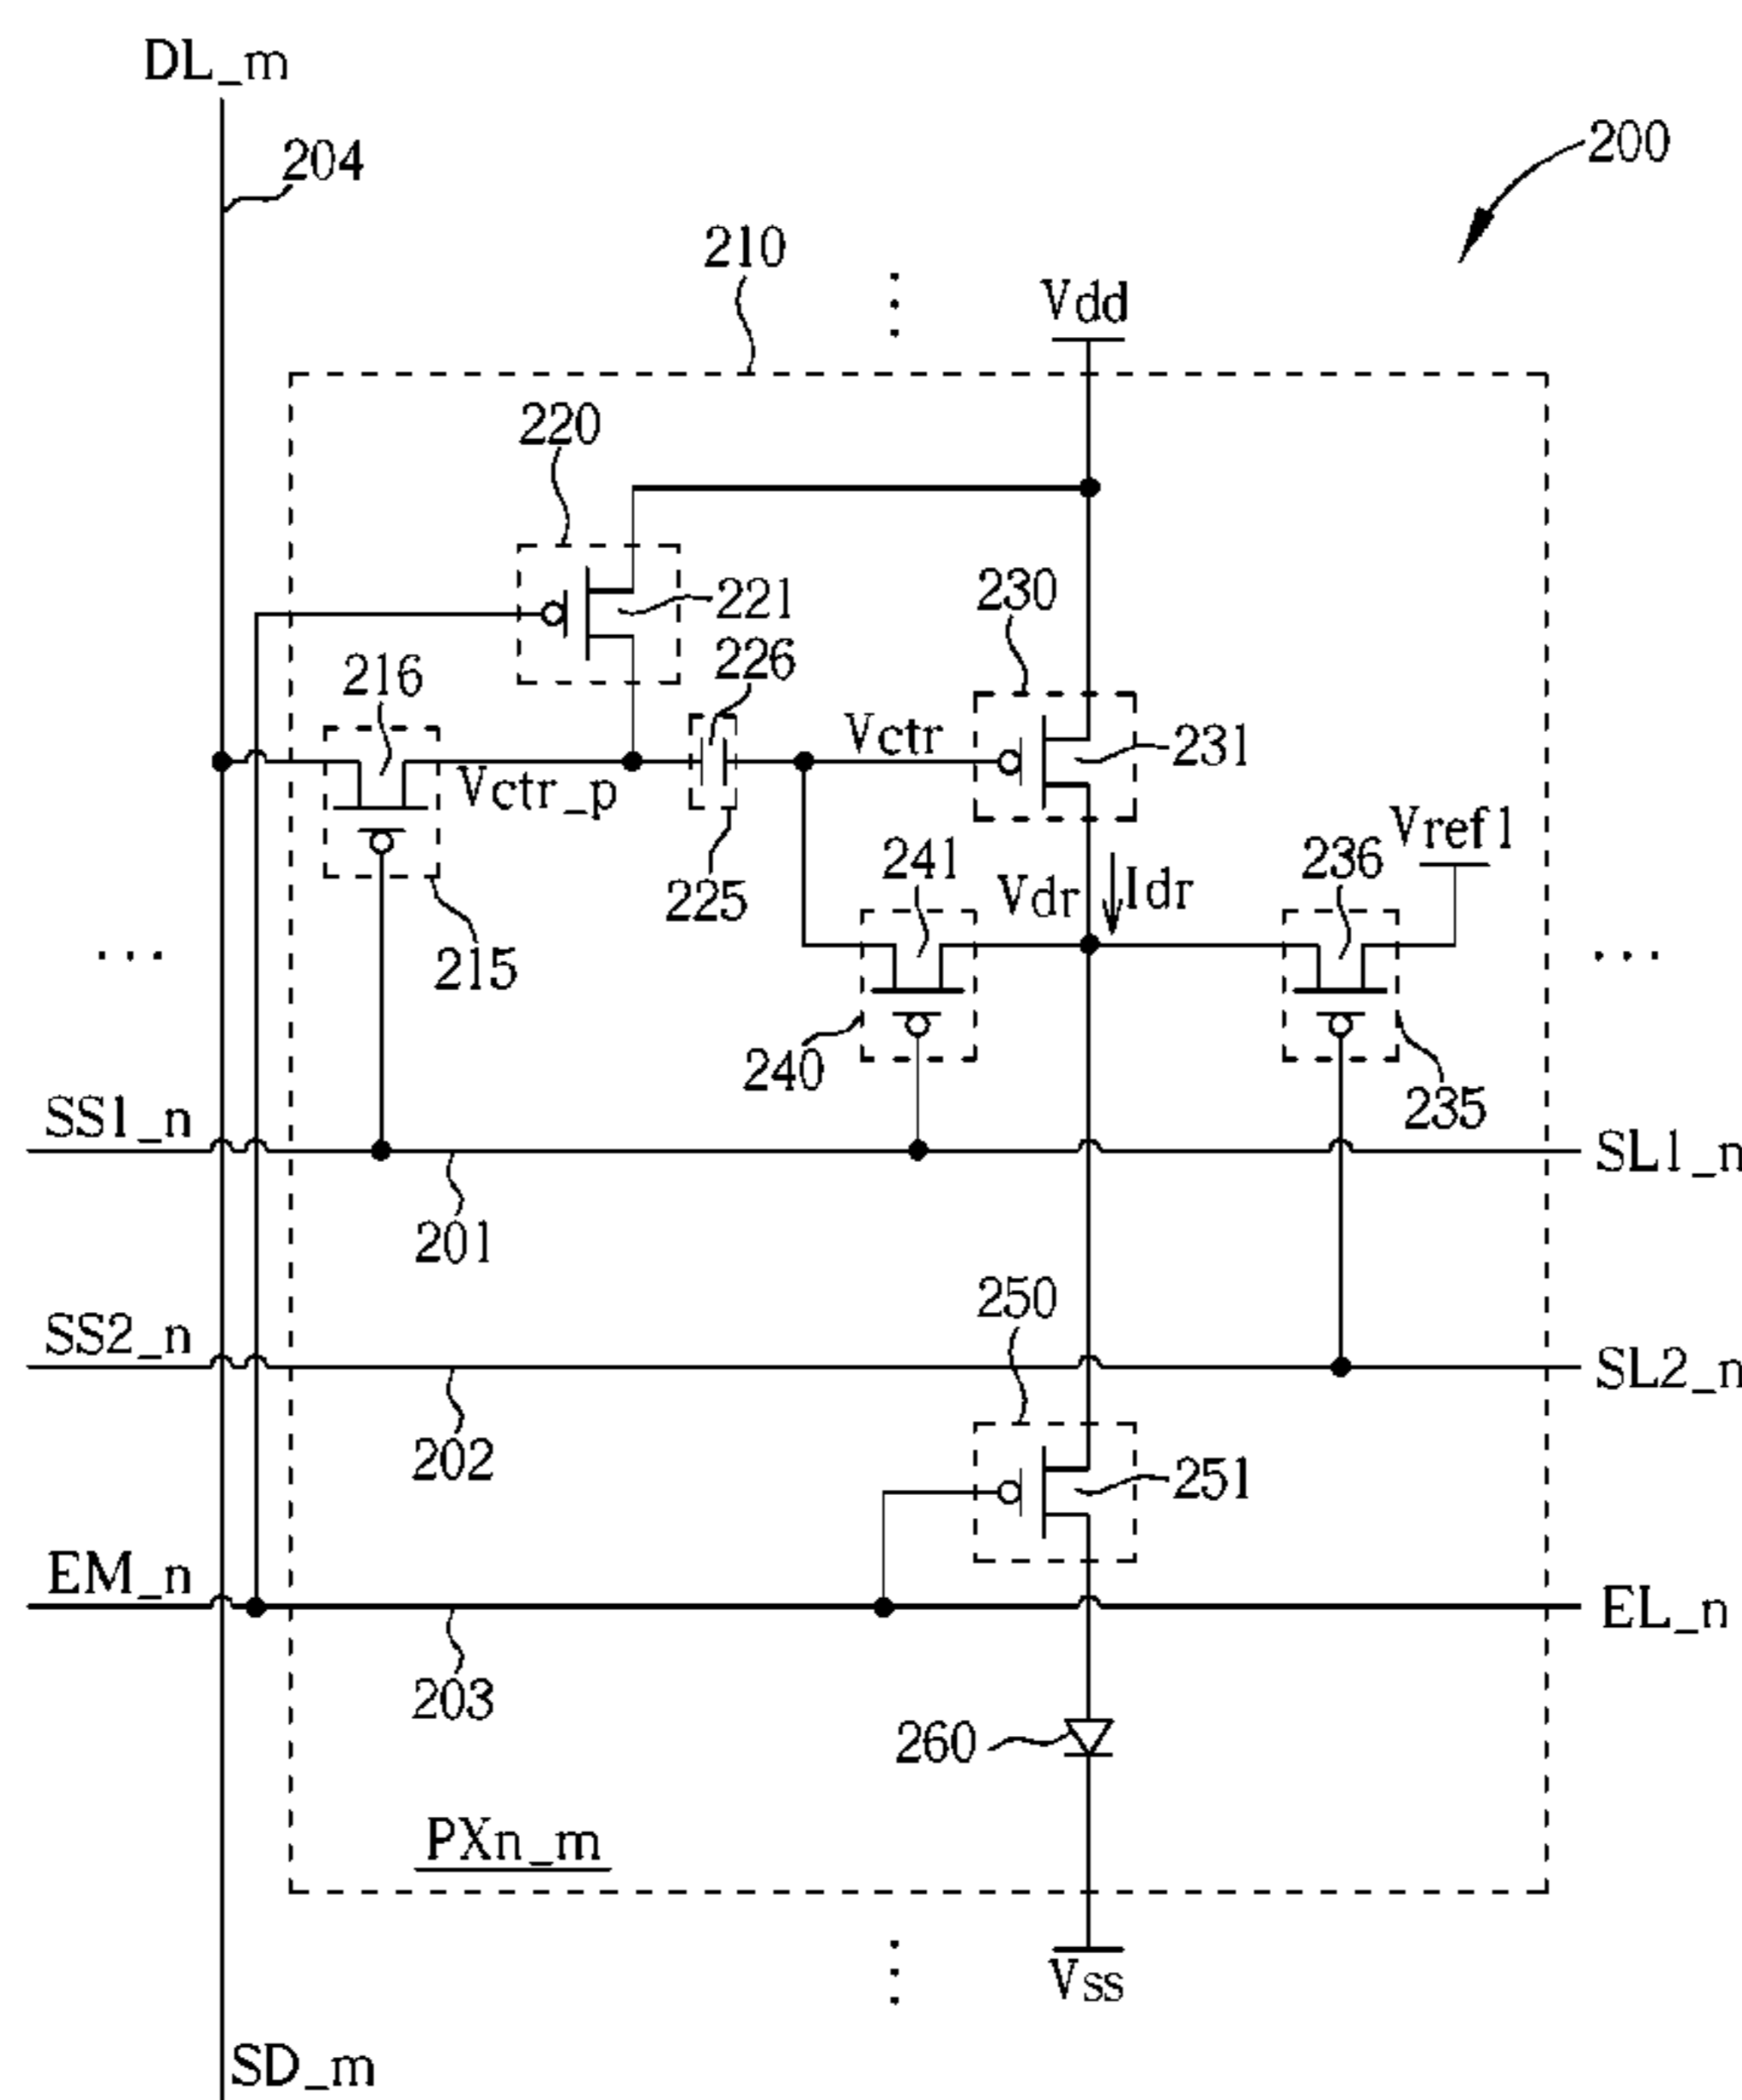 DL_m
204
200
210
Vdd
220
221
230
226
216
Vctr
231
Vctr_p
Vref1
241
236
225
Vdr
Idr
215
240
235
SS1_n
SL1_n
201
250
SS2_n
SL2_n
202
251
EM_n
EL_n
203
260
PXn_m
Vss
SD_m